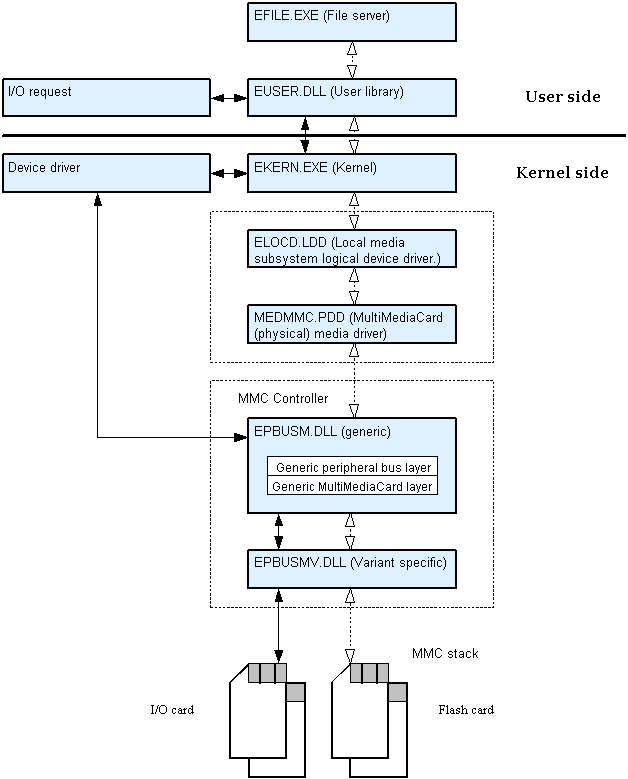 EFILE.EXE (File server)
I/O request
EUSER.DLL (User library)
User side
Device driver
EKERN.EXE (Kernel)
Kernel side
ELOCD.LDD (Local media
subsystem logical device driver.)
MEDMMC.PDD (MultiMediaCard
(physical) media driver)
MMC Controller
EPBUSM.DLL (generic)
Generic peripheral bus layer
Generic MultiMediaCard layer
EPBUSMV.DLL (Variant specific)
MMC stack
I/O card
Flash card